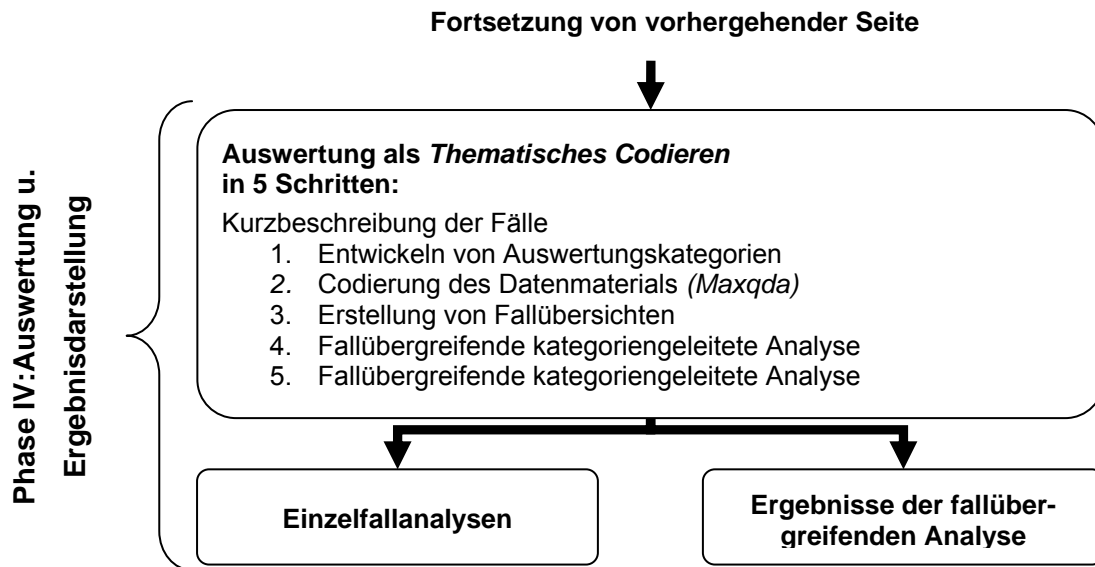 Fortsetzung von vorhergehender Seite
Phase IV:Auswertung u.
Ergebnisdarstellung
Auswertung als Thematisches Codieren
in 5 Schritten:
Kurzbeschreibung der Fälle
1. Entwickeln von Auswertungskategorien
2. Codierung des Datenmaterials (Maxqda)
3. Erstellung von Fallübersichten
4. Fallübergreifende kategoriengeleitete Analyse
5. Fallübergreifende kategoriengeleitete Analyse
Einzelfallanalysen
Ergebnisse der fallüber-
greifenden Analyse